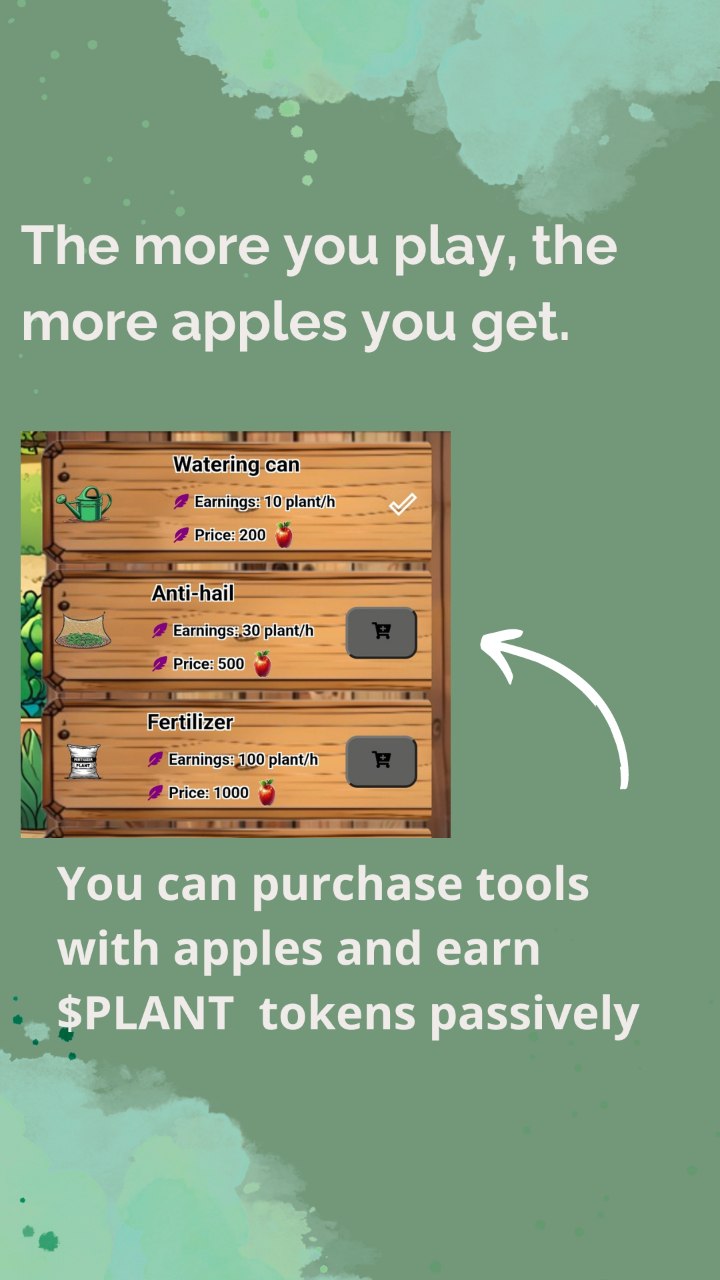 The more you play, the
more apples you get.
Watering can
Earnings: 10 plant/h
Price: 200
Anti-hail
Earnings: 30 plant/h
Price: 500
Fertilizer
Earnings: 100 plant/h
Price: 1000
FERTILIZER
PLANT
You can purchase tools
with apples and earn
$PLANT tokens passively